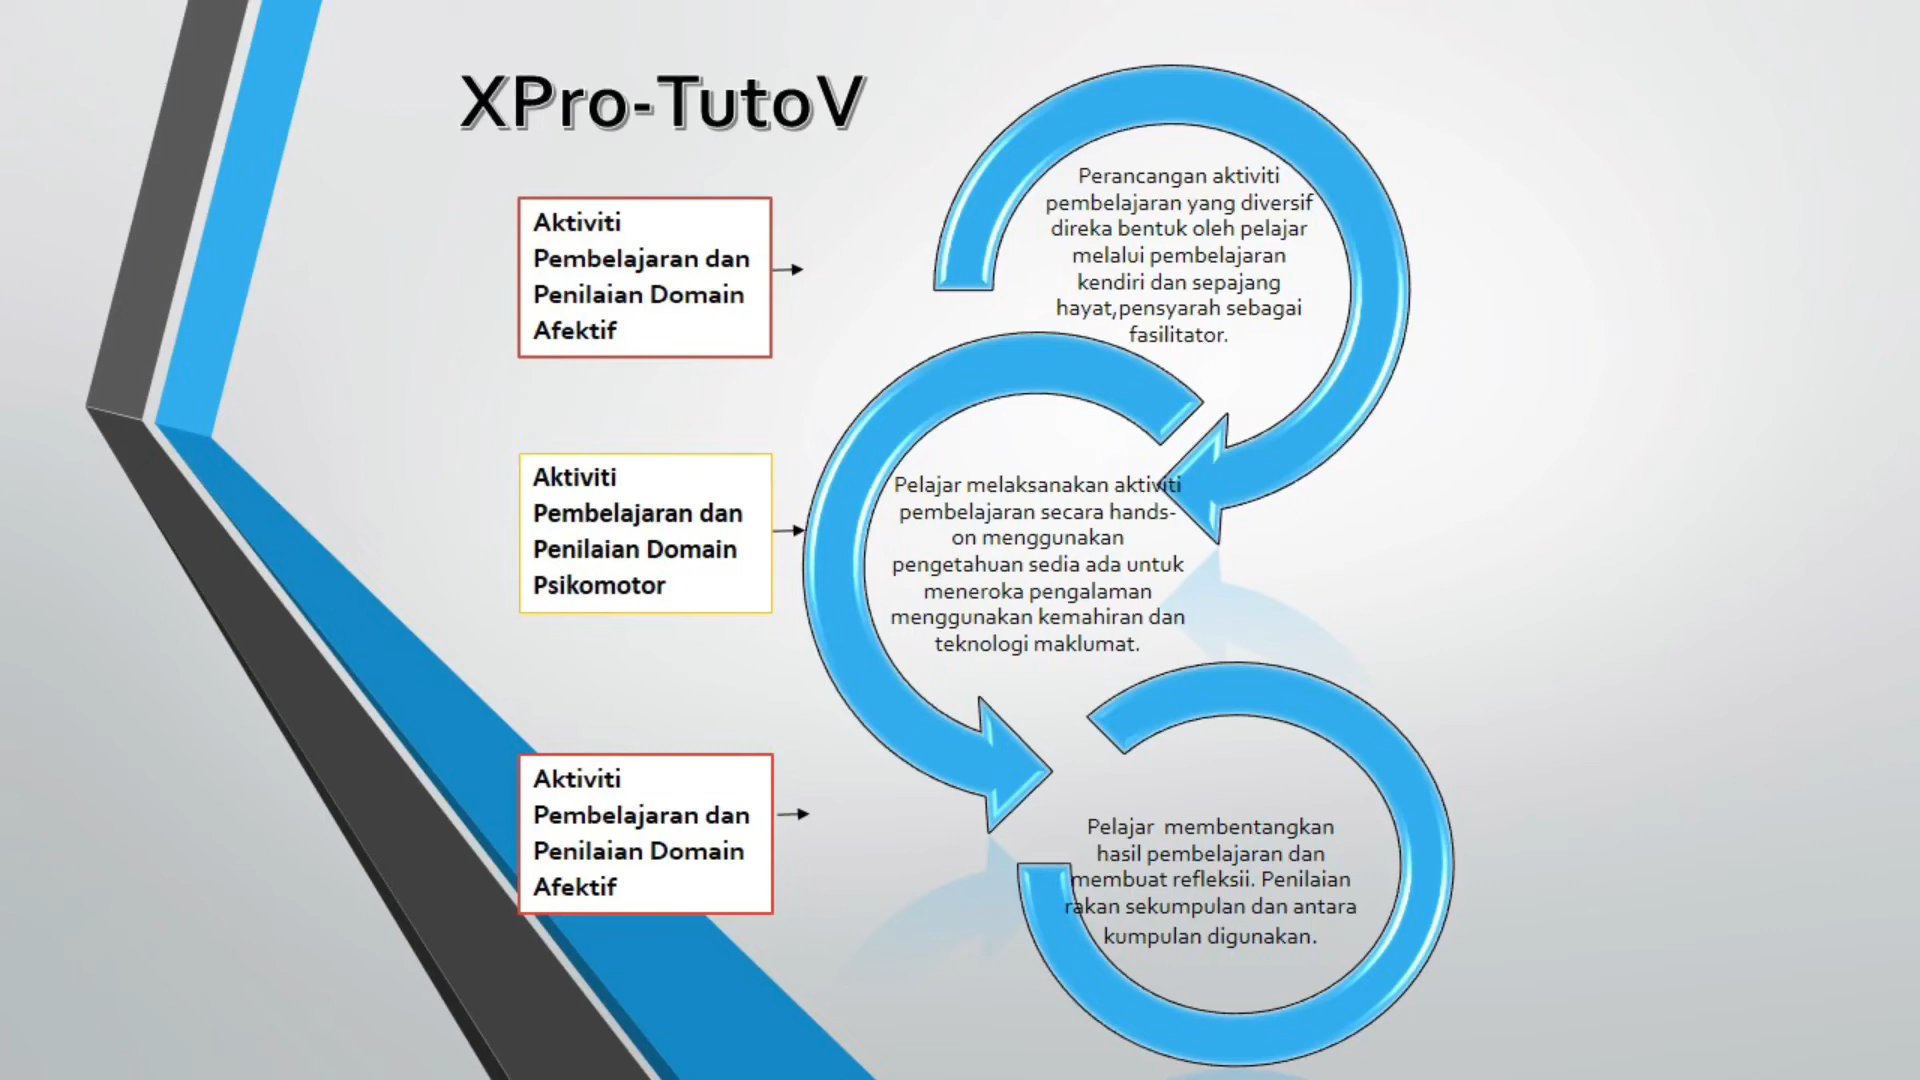 XPro-TutoV
Aktiviti
Pembelajaran dan
Penilaian Domain
Afektif
Perancangan aktiviti
pembelajaran yang diversif
direka bentuk oleh pelajar
melalui pembelajaran
kendiri dan sepajang
hayat,pensyarah sebagai
fasilitator.
Aktiviti
Pembelajaran dan
Penilaian Domain
Psikomotor
Pelajar melaksanakan aktiviti
pembelajaran secara hands-
on menggunakan
pengetahuan sedia ada untuk
meneroka pengalaman
menggunakan kemahiran dan
teknologi maklumat.
Aktiviti
Pembelajaran dan
Penilaian Domain
Afektif
Pelajar  membentangkan
hasil pembelajaran dan
membuat refleksii. Penilaian
rakan sekumpulan dan antara
kumpulan digunakan.